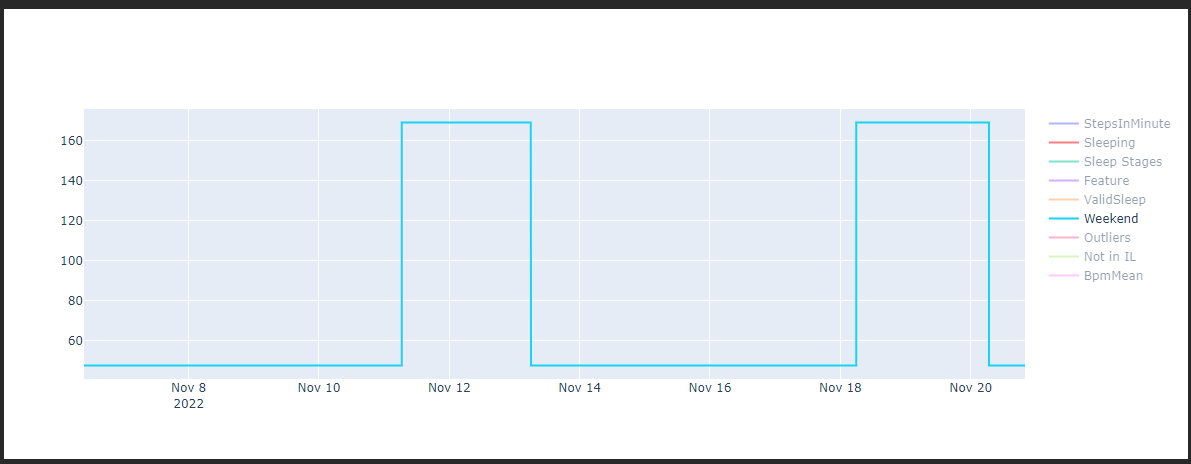 160
140
120
100
80
60
Nov 8
2022
Nov 10
Nov 12
Nov 14
Nov 16
Nov 18
Nov 20
StepsInMinute
Sleeping
Sleep Stages
Feature
ValidSleep
Weekend
Outliers
Not in IL
BpmMean